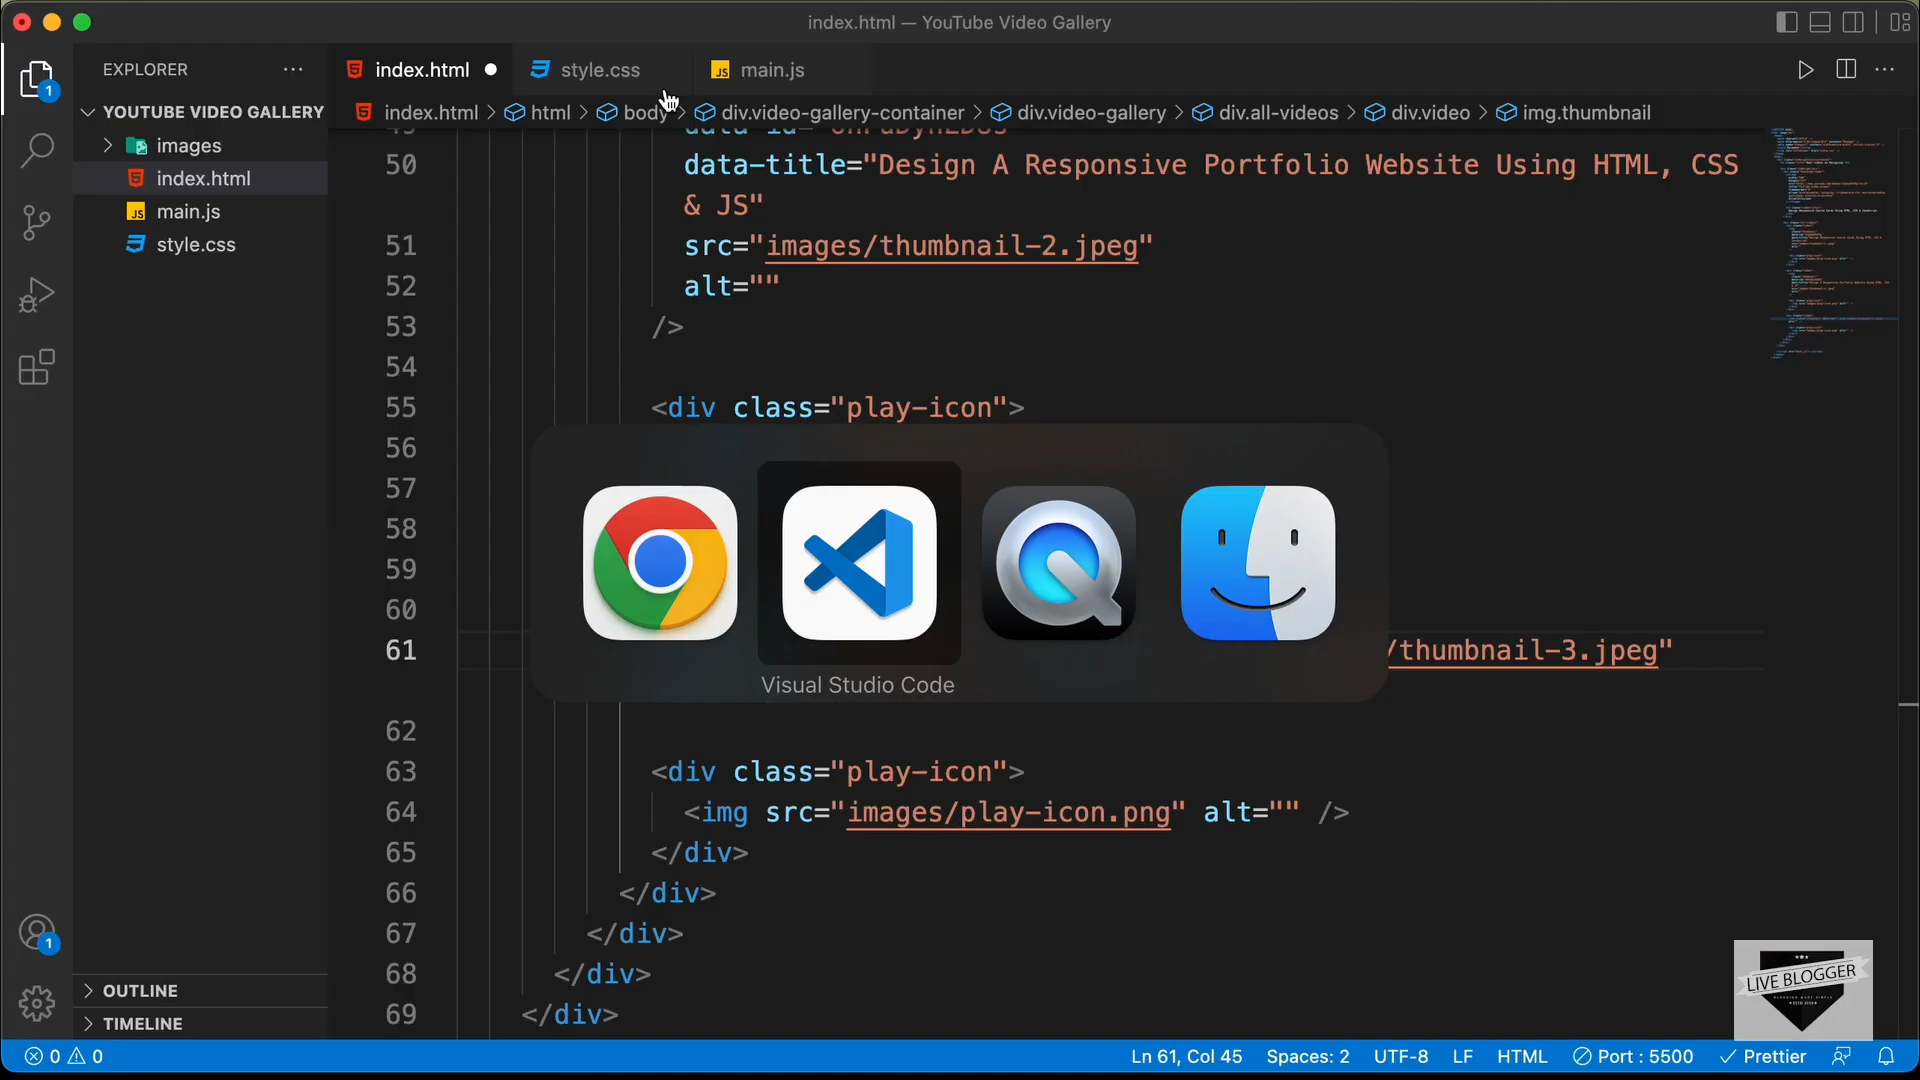 index.html — YouTube Video Gallery
EXPLORER
index.html
style.css
JS main.js
YOUTUBE VIDEO GALLERY
index.html > html > body > div.video-gallery-container > div.video-gallery > div.all-videos > div.video > img.thumbnail
1
images
index.html
JS main.js
style.css
50 data-title="Design A Responsive Portfolio Website Using HTML, CSS
& JS"
51 src="images/thumbnail-2.jpeg"
52 alt=""
53 />
54
55 <div class="play-icon">
56
57
58
59
60
61 /thumbnail-3.jpeg"
Visual Studio Code
62
63 <div class="play-icon">
64 <img src="images/play-icon.png" alt="" />
65 </div>
66 </div>
67 </div>
68 </div>
69 </div>
1
OUTLINE
TIMELINE
LIVE BLOGGER
0 0
Ln 61, Col 45 Spaces: 2 UTF-8 LF HTML Port : 5500 Prettier